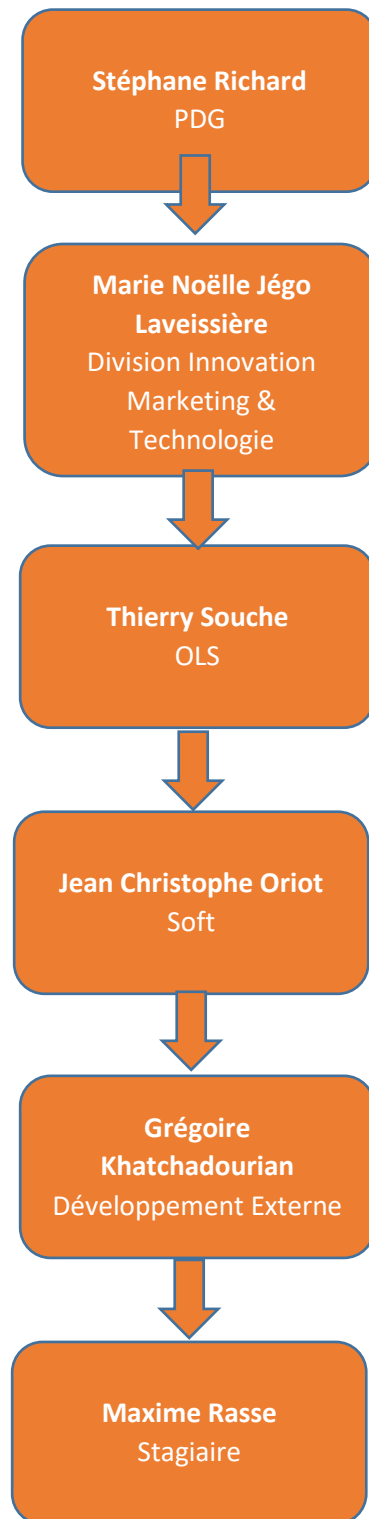 Stéphane Richard
PDG
Marie Noëlle Jégo
Laveissière
Division Innovation
Marketing &
Technologie
Thierry Souche
OLS
Jean Christophe Oriot
Soft
Grégoire
Khatchadourian
Développement Externe
Maxime Rasse
Stagiaire